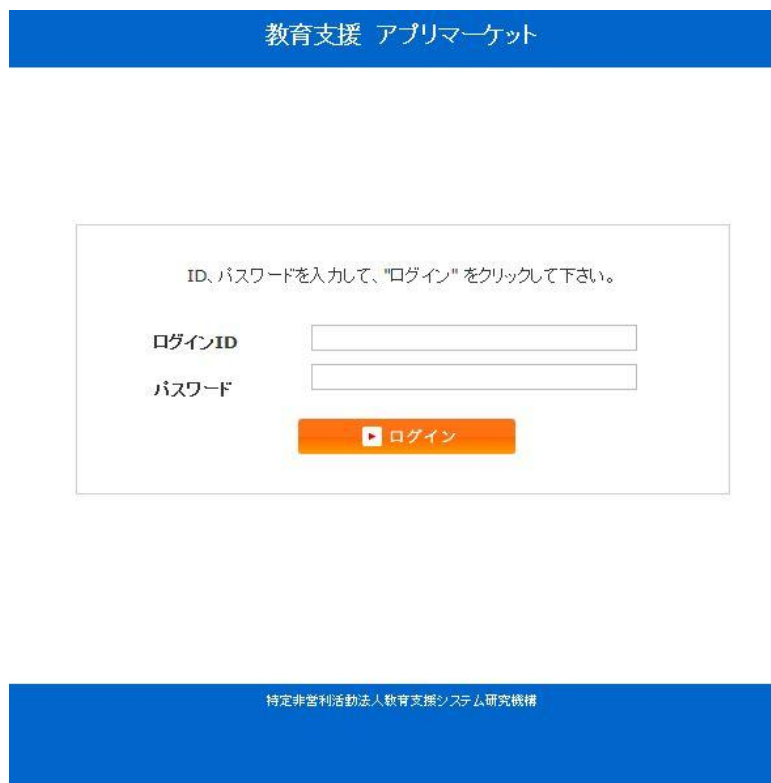 教育支援 アプリマーケット
ID、パスワードを入力して、"ログイン" をクリックして下さい。
ログインID
パスワード
ログイン
特定非営利活動法人教育支援システム研究機構